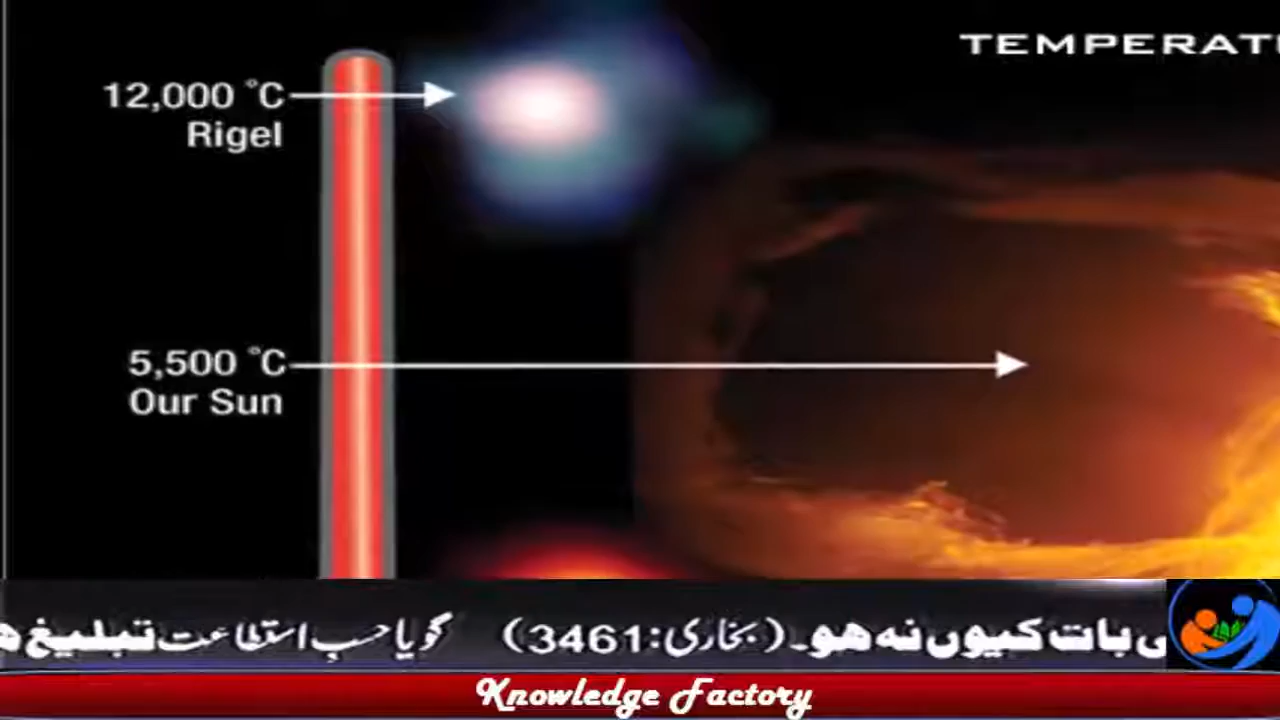 TEMPERAT
12,000 °C
Rigel
5,500 °C
Our Sun
بات کیوں نہ ہو۔ (بخاری:3461) گویا حسبِ استطاعت تبلیغ
Knowledge Factory